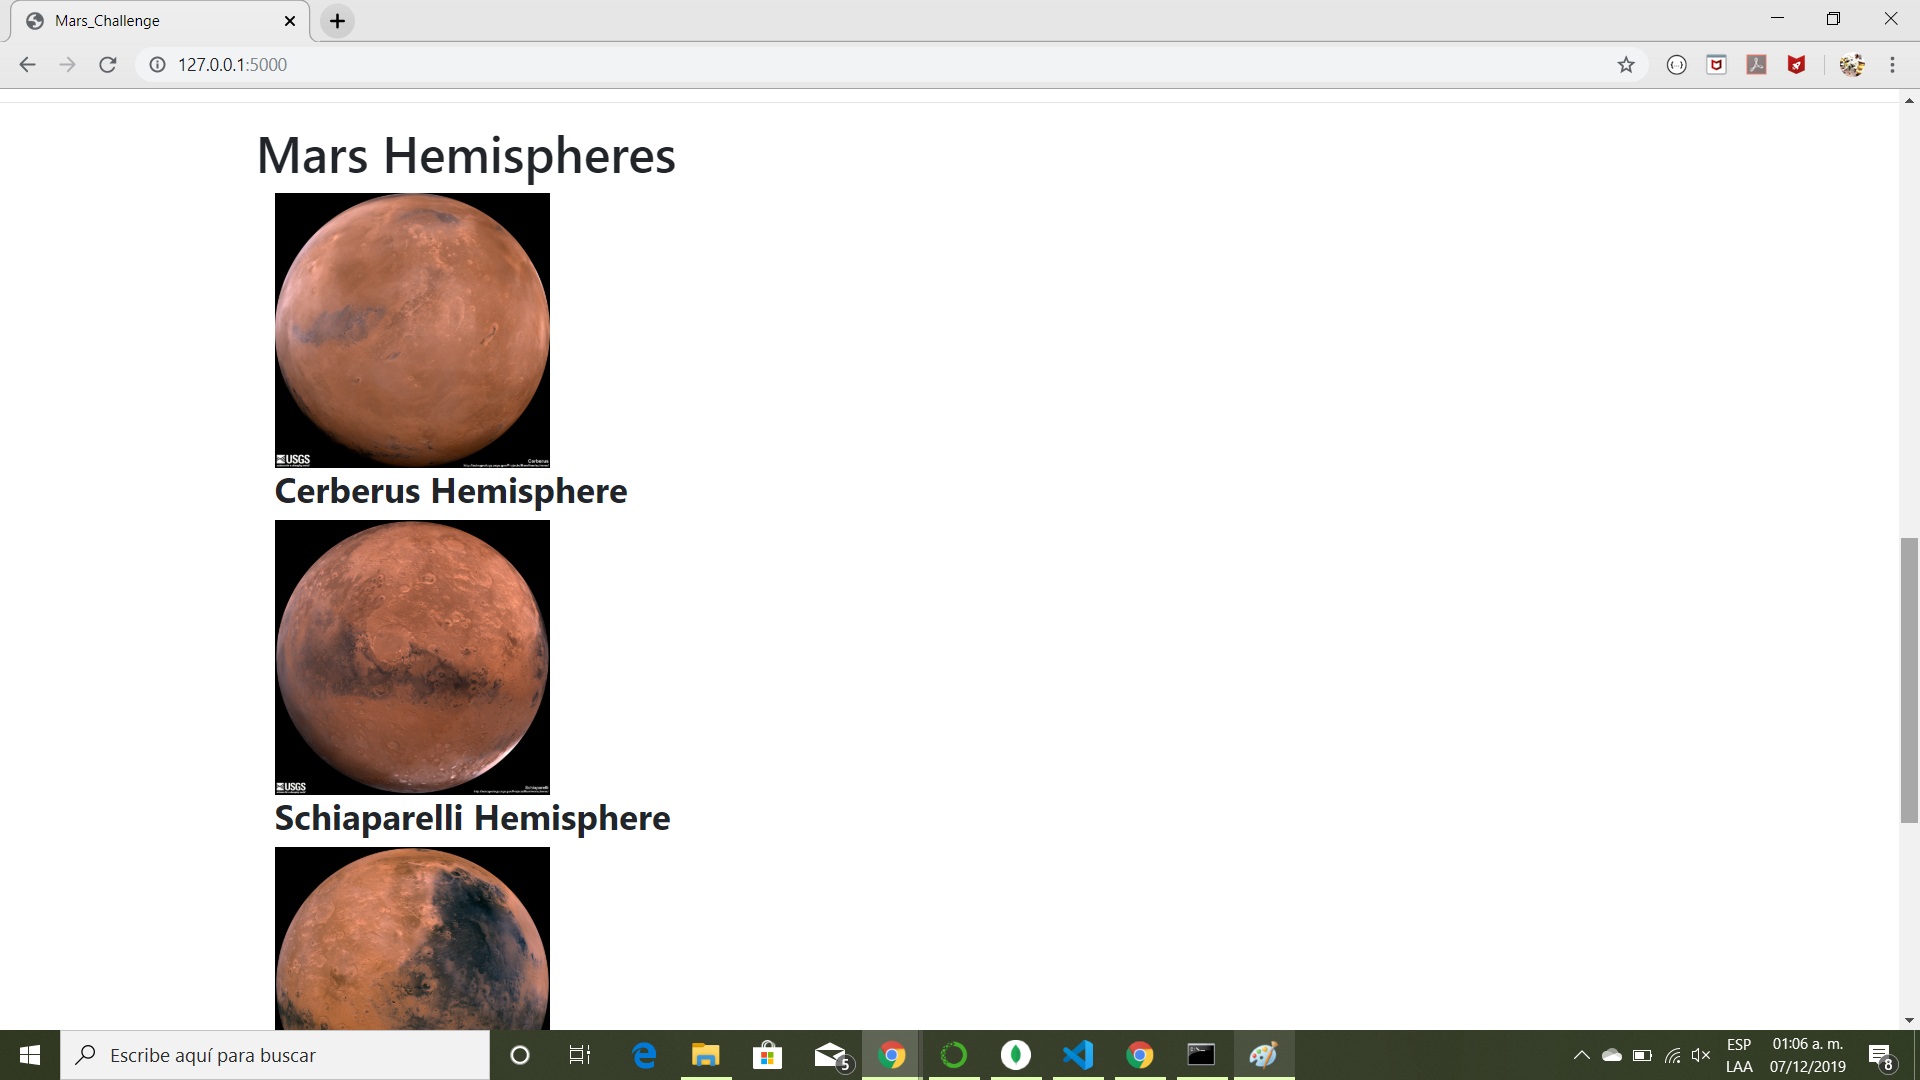 Mars_Challenge
127.0.0.1:5000
Mars Hemispheres
USGS
Cerberus
Cerberus Hemisphere
USGS
Schiaparelli
Schiaparelli Hemisphere
Escribe aquí para buscar
5
ESP
LAA
01:06 a. m.
07/12/2019
8